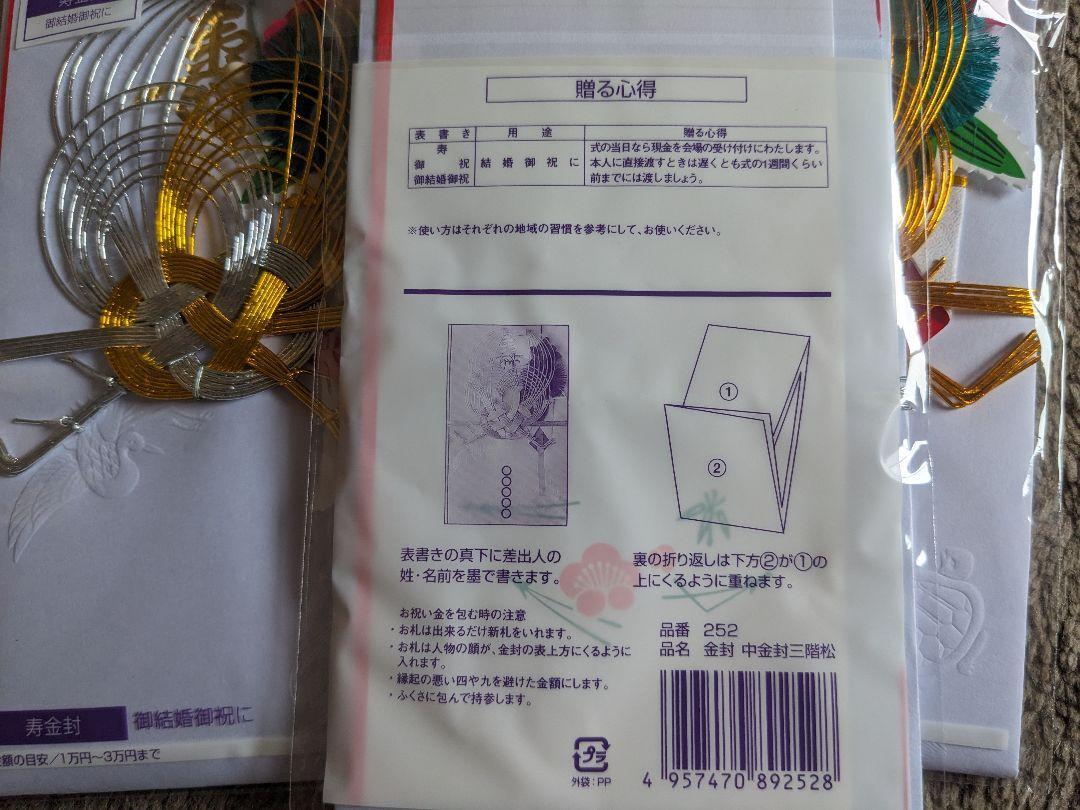 寿金封
御結婚御祝に
寿
贈る心得
表書き 用途 贈る心得
寿
御祝
御結婚御祝
結婚御祝に
式の当日なら現金を会場の受け付けにわたします。
本人に直接渡すときは遅くとも式の1週間くらい
前までには渡しましょう。
※使い方はそれぞれの地域の習慣を参考にして、お使いください。
○○○○○
①
②
表書きの真下に差出人の
姓・名前を墨で書きます。
裏の折り返しは下方②が①の
上にくるように重ねます。
お祝い金を包む時の注意
・お札は出来るだけ新札をいれます。
・お札は人物の顔が、金封の表上方にくるように
入れます。
・縁起の悪い四や九を避けた金額にします。
・ふくさに包んで持参します。
品番 252
品名 金封 中金封三階松
プラ
外袋：PP
4 957470 892528
寿金封 御結婚御祝に
金額の目安/1万円～3万円まで